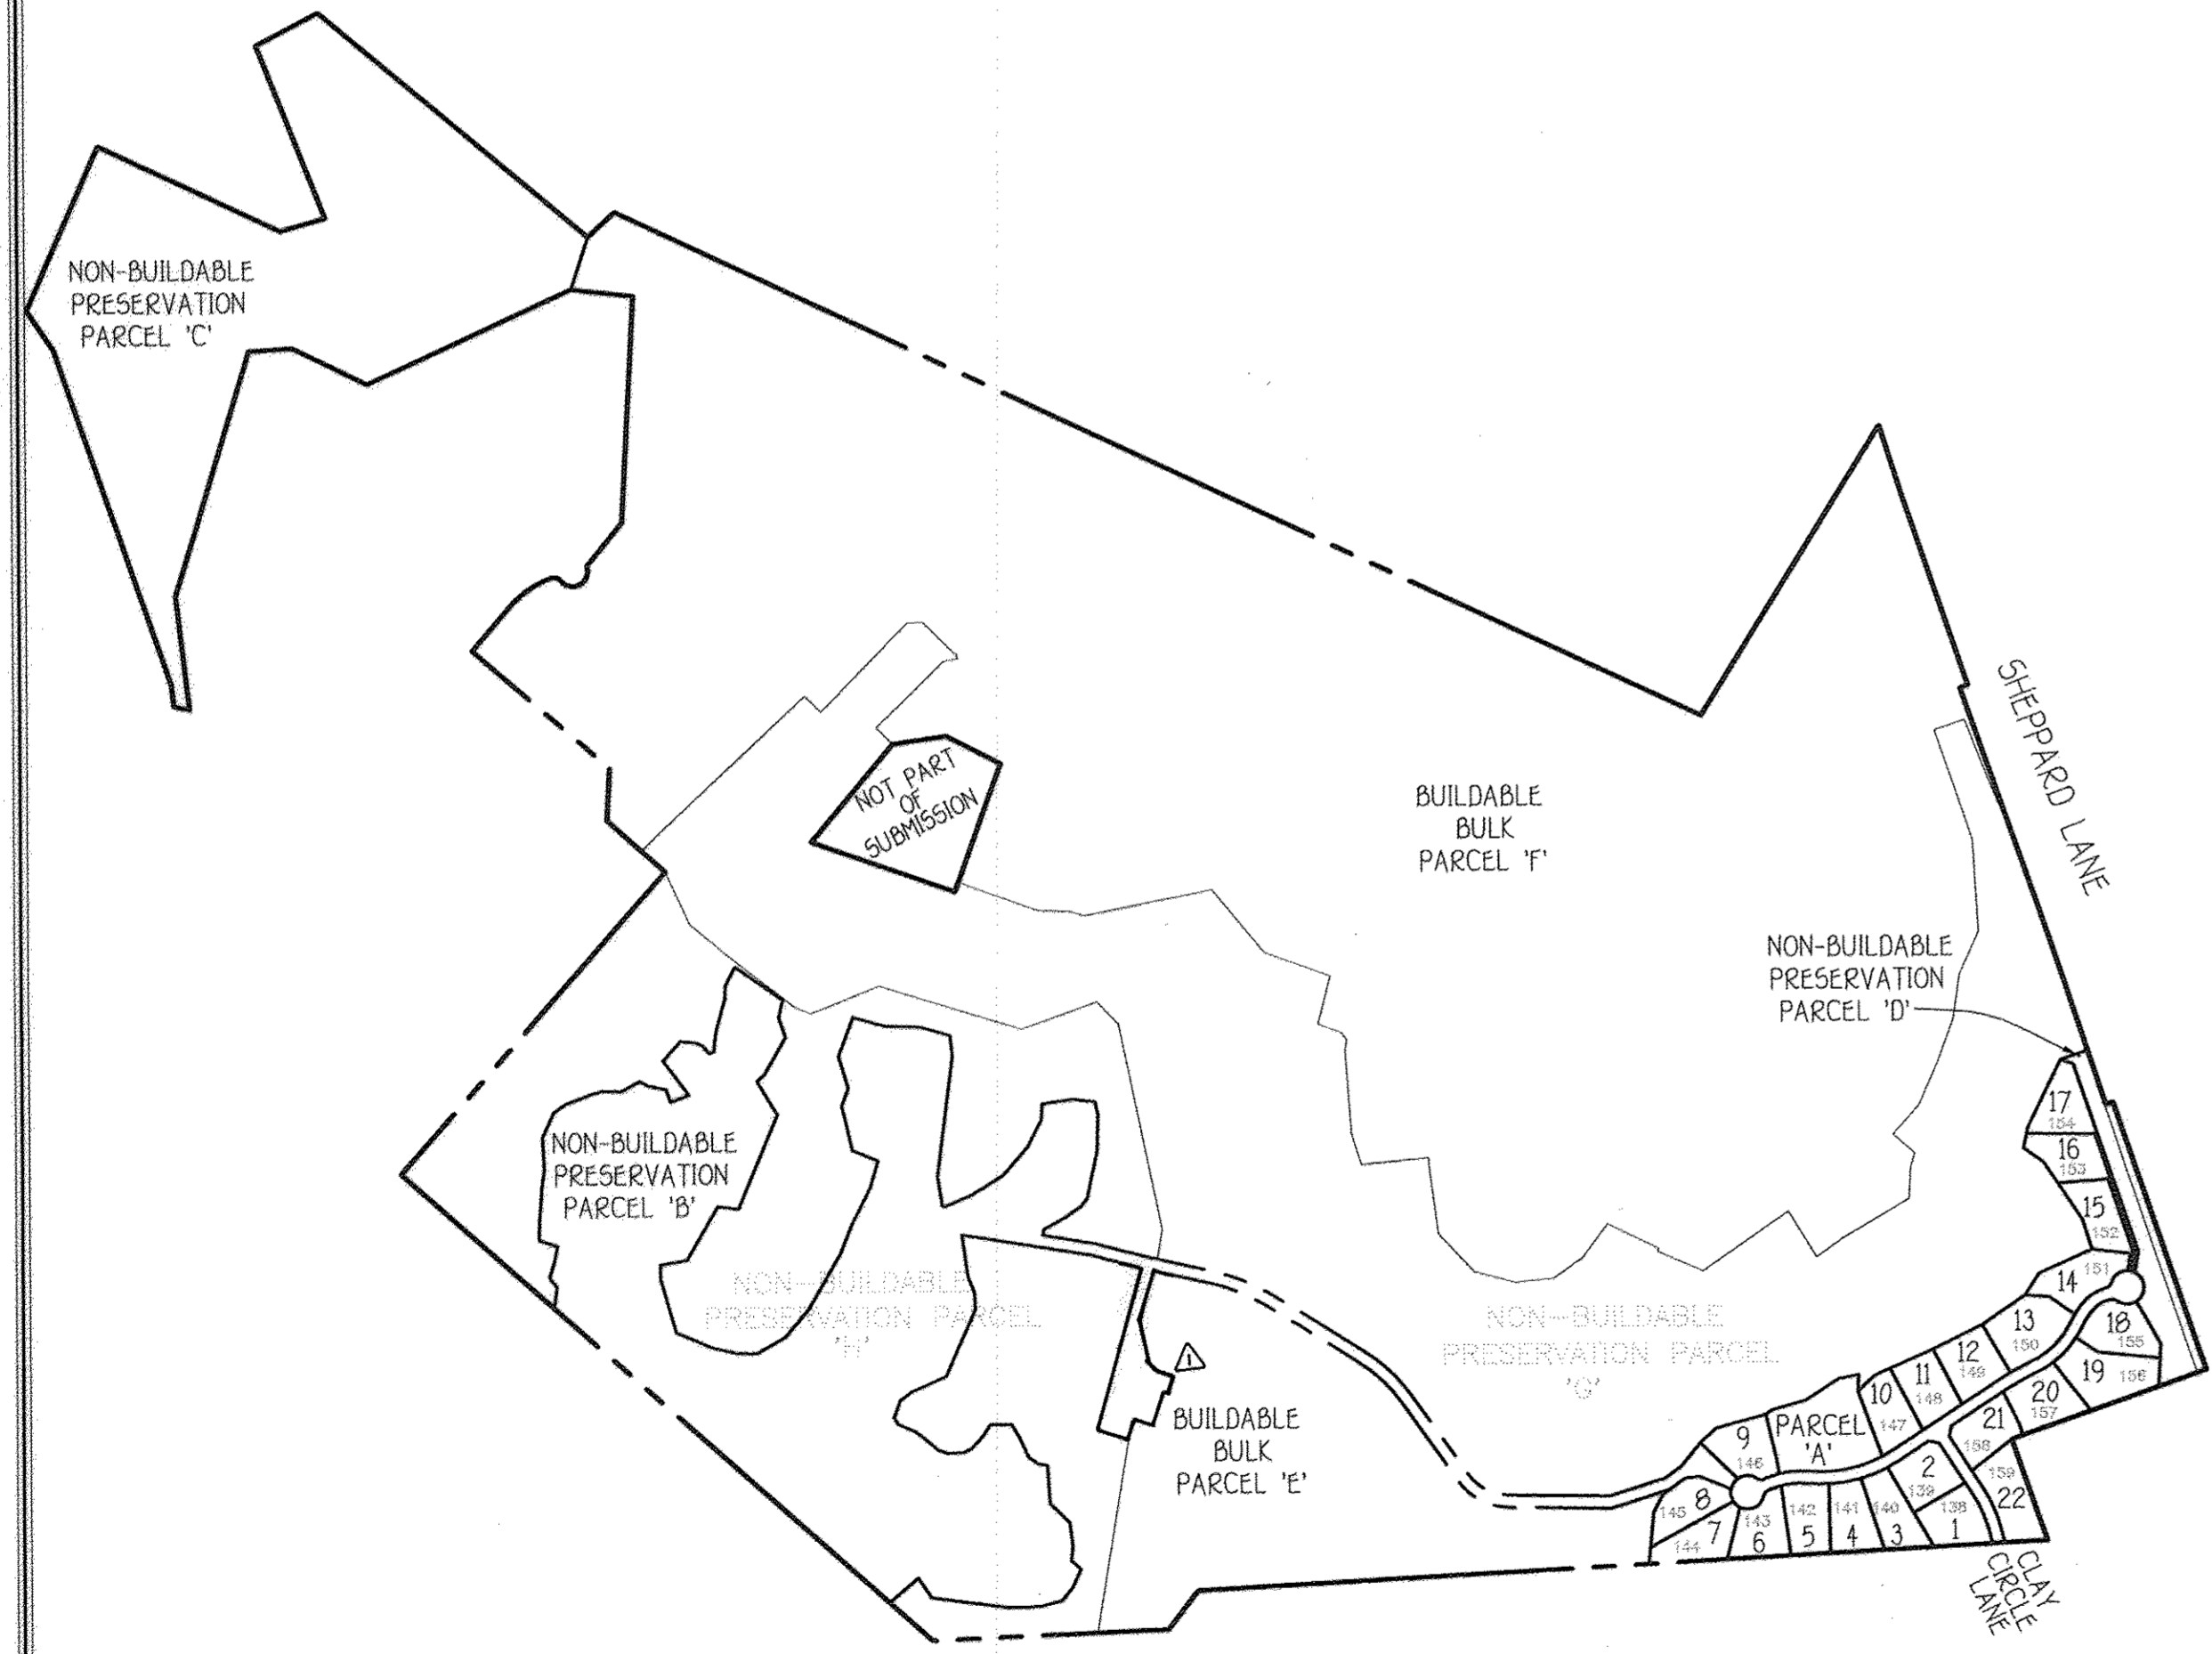 NON-BUILDABLE
PRESERVATION
PARCEL 'C'
SHEPPARD LANE
NOT PART
OF
SUBMISSION
BUILDABLE
BULK
PARCEL 'F'
NON-BUILDABLE
PRESERVATION
PARCEL 'D'
NON-BUILDABLE
PRESERVATION
PARCEL 'B'
NON-BUILDABLE
PRESERVATION PARCEL
'H'
NON-BUILDABLE
PRESERVATION PARCEL
'G'
1
BUILDABLE
BULK
PARCEL 'E'
17
154
16
153
15
152
14
151
13
150
12
149
11
148
10
147
PARCEL
'A'
9
146
8
145
7
144
6
143
5
142
4
141
3
140
2
139
1
138
18
155
19
156
20
157
21
158
22
159
CLAY
CIRCLE
LANE